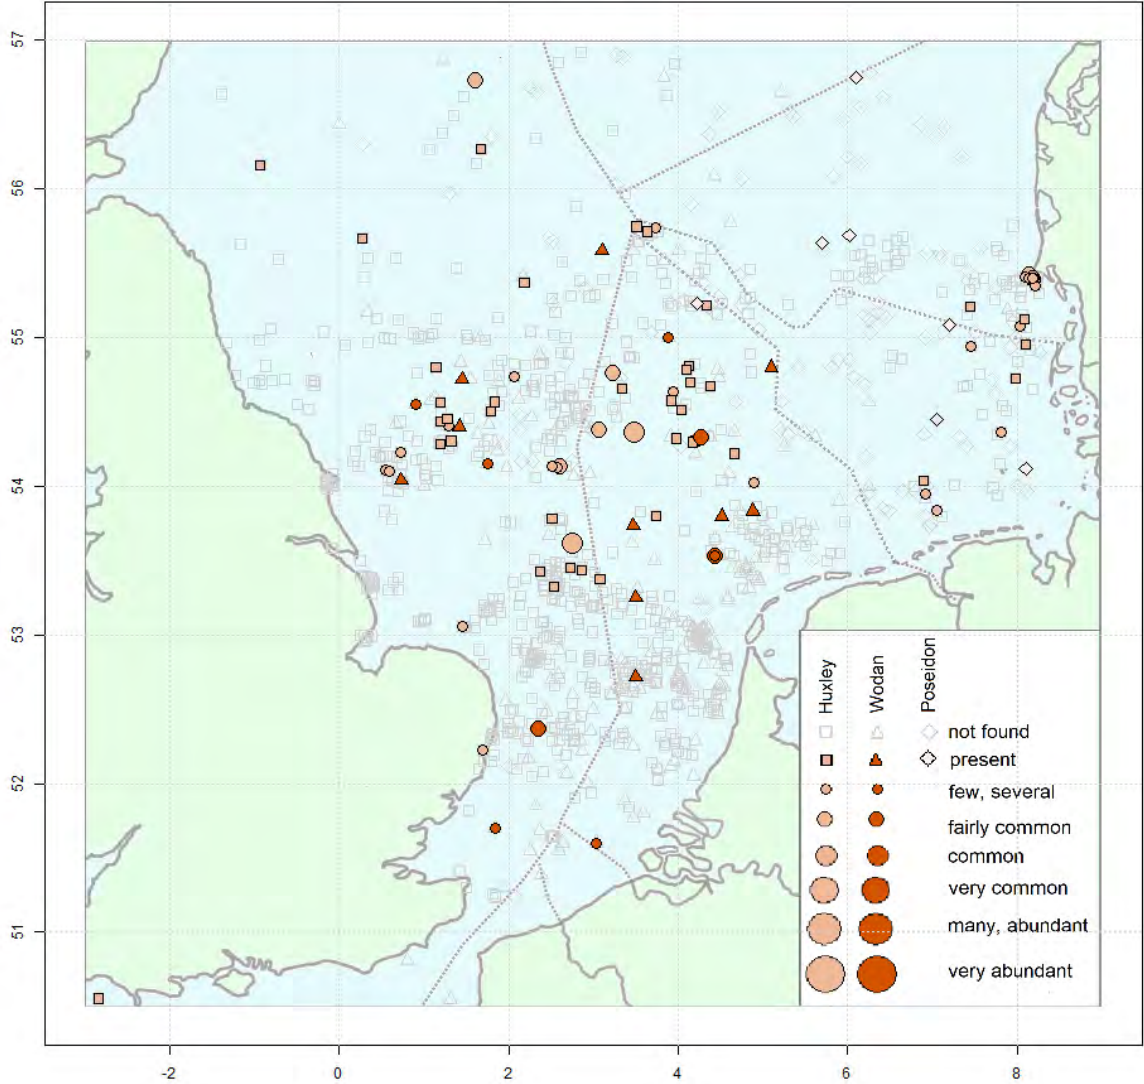 57
56
55
54
53
52
51
Huxley
Wodan
Poseidon
not found
present
few, several
fairly common
common
very common
many, abundant
very abundant
-2
0
2
4
6
8